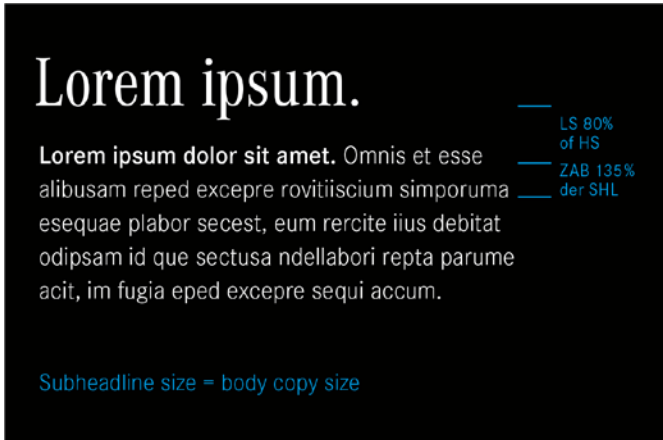 Lorem ipsum.
LS 80%
of HS
Lorem ipsum dolor sit amet. Omnis et esse
ZAB 135%
alibusam reped excepre rovitiiscium simporuma
der SHL
esequae plabor secest, eum rercite iius debitat
odipsam id que sectusa ndellabori repta parume
acit, im fugia eped excepre sequi accum.
Subheadline size = body copy size